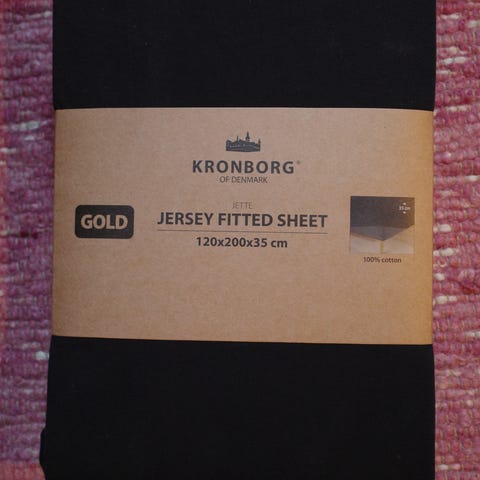 KRONBORG®
OF DENMARK
JETTE
GOLD
JERSEY FITTED SHEET
120x200x35 cm
35 cm
100% cotton